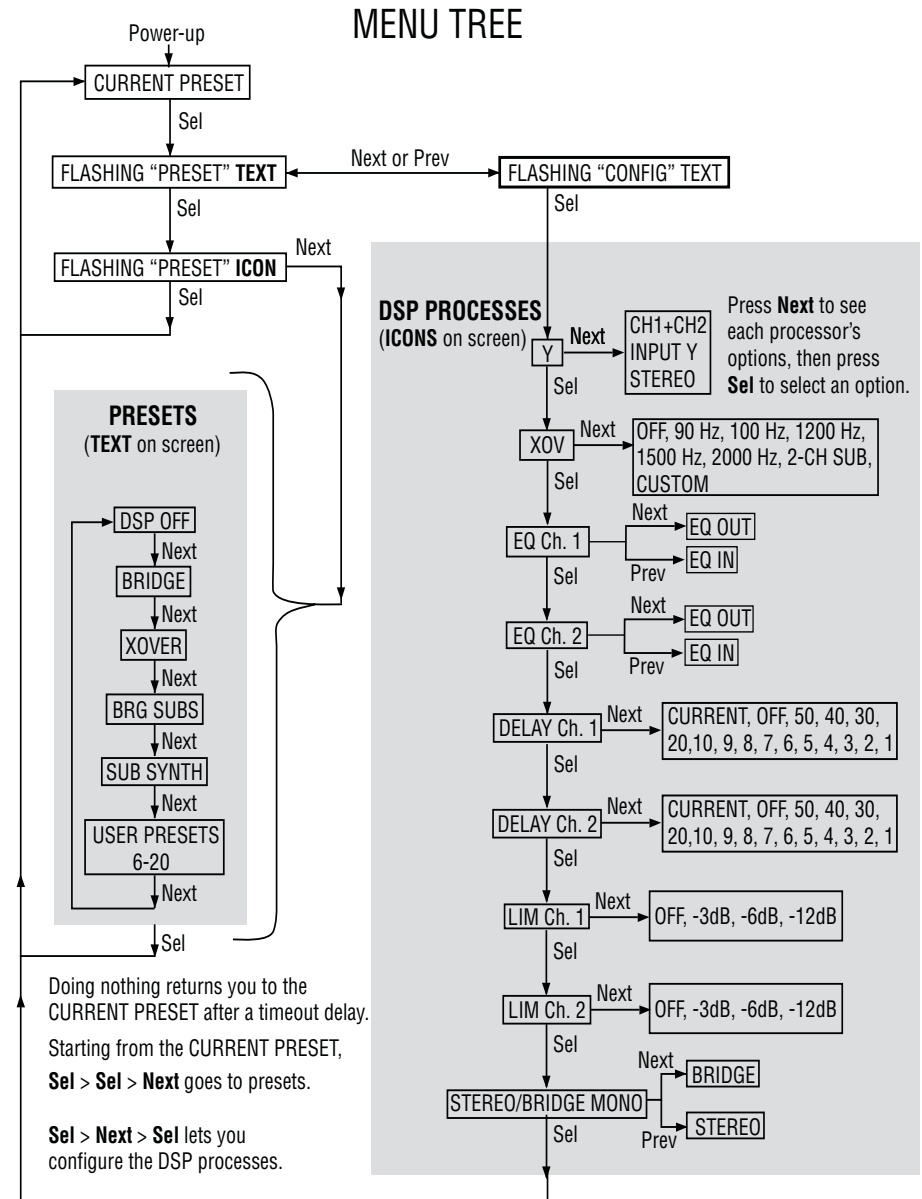 MENU TREE
Power-up
CURRENT PRESET
Sel
FLASHING “PRESET” TEXT
Next or Prev
FLASHING “CONFIG” TEXT
Sel
Sel
FLASHING “PRESET” ICON
Next
Sel
PRESETS
(TEXT on screen)
DSP OFF
Next
BRIDGE
Next
XOVER
Next
BRG SUBS
Next
SUB SYNTH
Next
USER PRESETS
6-20
Next
Sel
Doing nothing returns you to the
CURRENT PRESET after a timeout delay.
Starting from the CURRENT PRESET,
Sel > Sel > Next goes to presets.
Sel > Next > Sel lets you
configure the DSP processes.
DSP PROCESSES
(ICONS on screen)
Press Next to see
each processor's
options, then press
Sel to select an option.
Y
Next
CH1+CH2
INPUT Y
STEREO
Sel
XOV
Next
OFF, 90 Hz, 100 Hz, 1200 Hz,
1500 Hz, 2000 Hz, 2-CH SUB,
CUSTOM
Sel
EQ Ch. 1
Next
EQ OUT
Prev
EQ IN
Sel
EQ Ch. 2
Next
EQ OUT
Prev
EQ IN
Sel
DELAY Ch. 1
Next
CURRENT, OFF, 50, 40, 30,
20,10, 9, 8, 7, 6, 5, 4, 3, 2, 1
Sel
DELAY Ch. 2
Next
CURRENT, OFF, 50, 40, 30,
20,10, 9, 8, 7, 6, 5, 4, 3, 2, 1
Sel
LIM Ch. 1
Next
OFF, -3dB, -6dB, -12dB
Sel
LIM Ch. 2
Next
OFF, -3dB, -6dB, -12dB
Sel
STEREO/BRIDGE MONO
Next
BRIDGE
Prev
STEREO
Sel